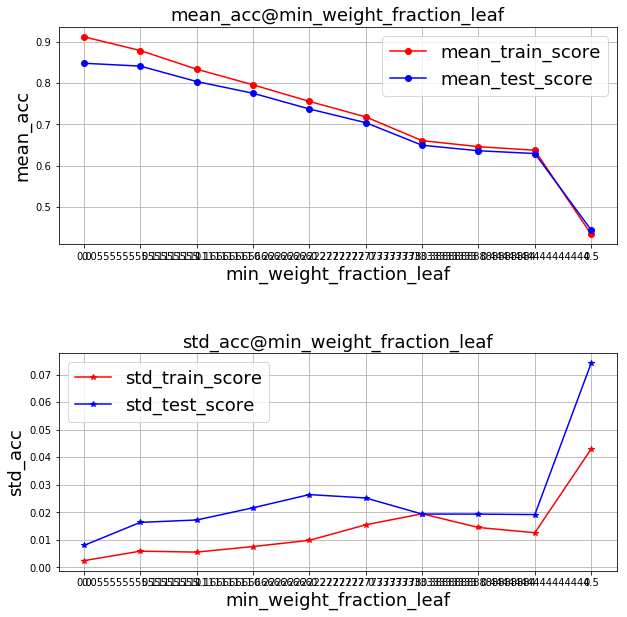 mean_acc@min_weight_fraction_leaf
mean_train_score
mean_test_score
mean_acc
0.9
0.8
0.7
0.6
0.5
min_weight_fraction_leaf
std_acc@min_weight_fraction_leaf
std_train_score
std_test_score
std_acc
0.07
0.06
0.05
0.04
0.03
0.02
0.01
0.00
min_weight_fraction_leaf